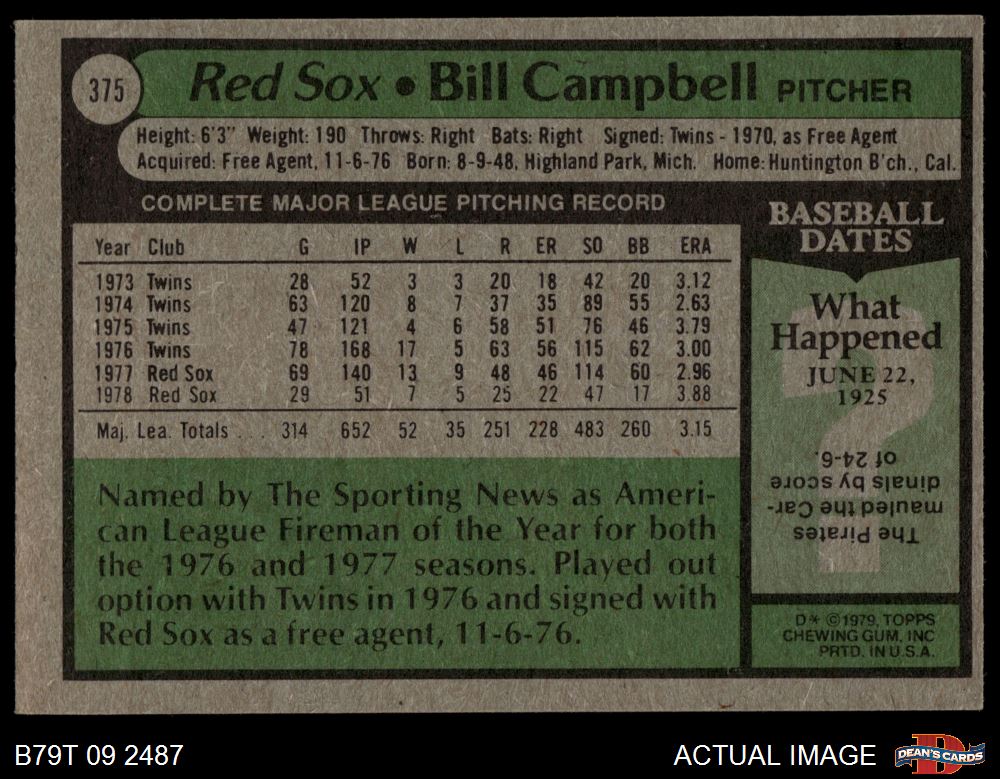 375
Red Sox • Bill Campbell PITCHER
Height: 6'3" Weight: 190 Throws: Right Bats: Right Signed: Twins - 1970, as Free Agent
Acquired: Free Agent, 11-6-76 Born: 8-9-48, Highland Park, Mich. Home: Huntington B'ch., Cal.
COMPLETE MAJOR LEAGUE PITCHING RECORD
Year Club G IP W L R ER SO BB ERA
1973 Twins 28 52 3 3 20 18 42 20 3.12
1974 Twins 63 120 8 7 37 35 89 55 2.63
1975 Twins 47 121 4 6 58 51 76 46 3.79
1976 Twins 78 168 17 5 63 56 115 62 3.00
1977 Red Sox 69 140 13 9 48 46 114 60 2.96
1978 Red Sox 29 51 7 5 25 22 47 17 3.88
Maj. Lea. Totals ... 314 652 52 35 251 228 483 260 3.15
Named by The Sporting News as Ameri-
can League Fireman of the Year for both
the 1976 and 1977 seasons. Played out
option with Twins in 1976 and signed with
Red Sox as a free agent, 11-6-76.
BASEBALL
DATES
What
Happened
JUNE 22,
1925
?
The Pirates
mauled the Car-
dinals by score
of 24-6.
D* ©1979, TOPPS
CHEWING GUM, INC
PRTD. IN U.S.A.
B79T 09 2487
ACTUAL IMAGE
D
DEAN'S CARDS